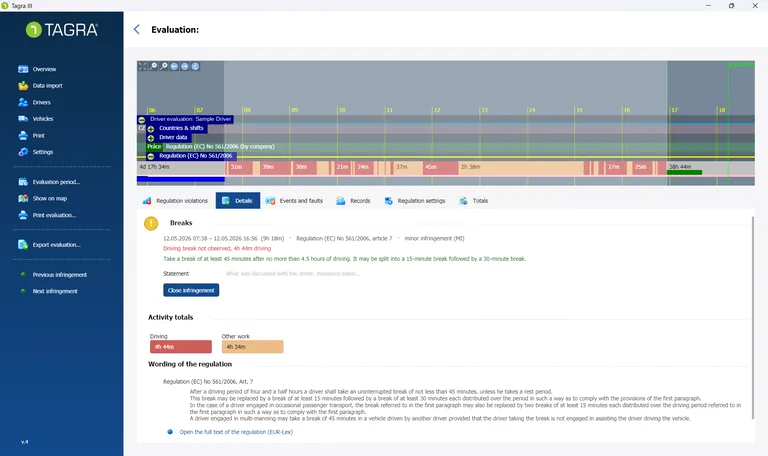 Tagra III
TAGRA
Overview
Data import
Drivers
Vehicles
Print
Settings
Evaluation period...
Show on map
Print evaluation...
Export evaluation...
Previous infringement
Next infringement
v.4
Evaluation:
06 07 08 09 10 11 12 13 14 15 16 17 18
Driver evaluation: Sample Driver
CZ Countries & shifts
Driver data
Práce Regulation (EC) No 561/2006 (by company)
Regulation (EC) No 561/2006
4d 17h 34m 31m 39m 30m 21m 24m 37m 45m 2h 38m 27m 25m 38h 44m
Regulation violations Details Events and faults Records Regulation settings Totals
Breaks
12.05.2026 07:38 – 12.05.2026 16:56 (9h 18m) • Regulation (EC) No 561/2006, article 7 • minor infringement (MI)
Driving break not observed, 4h 44m driving
Take a break of at least 45 minutes after no more than 4.5 hours of driving. It may be split into a 15-minute break followed by a 30-minute break.
Statement What was discussed with the driver, measures taken...
Close infringement
Activity totals
Driving Other work
4h 44m 4h 34m
Wording of the regulation
Regulation (EC) No 561/2006, Art. 7
After a driving period of four and a half hours a driver shall take an uninterrupted break of not less than 45 minutes, unless he takes a rest period.
This break may be replaced by a break of at least 15 minutes followed by a break of at least 30 minutes each distributed over the period in such a way as to comply with the provisions of the first paragraph.
In the case of a driver engaged in occasional passenger transport, the break referred to in the first paragraph may also be replaced by two breaks of at least 15 minutes each distributed over the driving period referred to in
the first paragraph in such a way as to comply with the first paragraph.
A driver engaged in multi-manning may take a break of 45 minutes in a vehicle driven by another driver provided that the driver taking the break is not engaged in assisting the driver driving the vehicle.
Open the full text of the regulation (EUR-Lex)